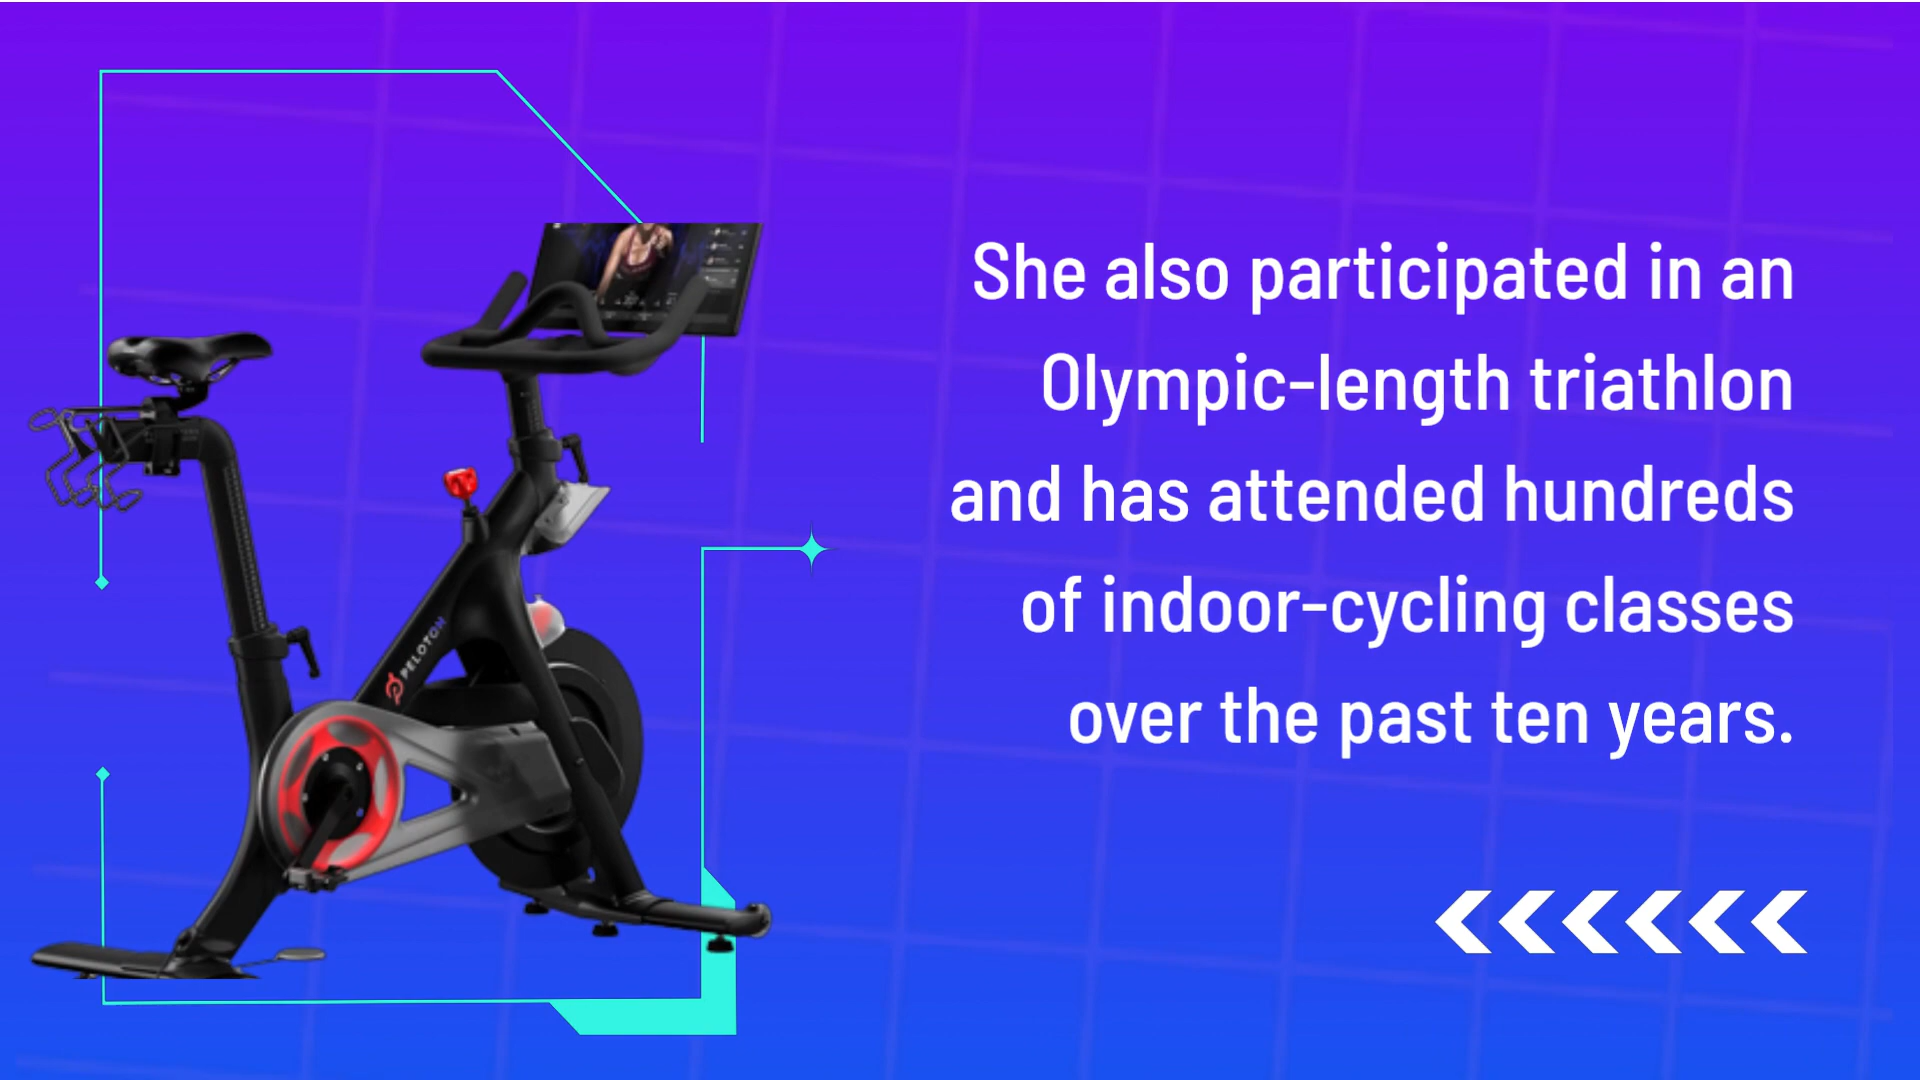 She also participated in an
Olympic-length triathlon
and has attended hundreds
of indoor-cycling classes
over the past ten years.
PELOTON